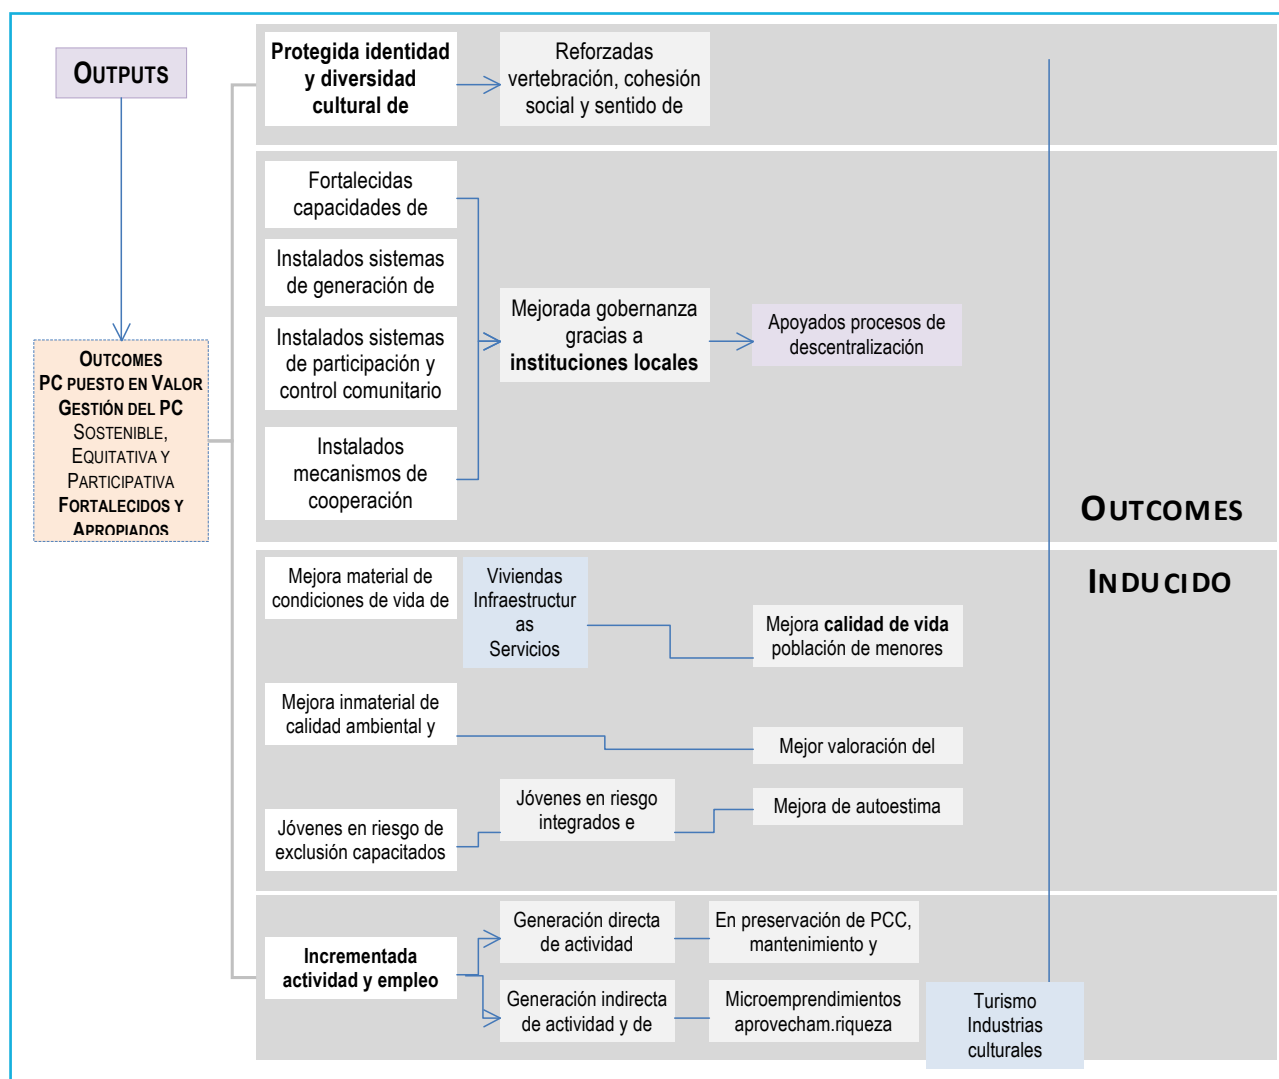 OUTPUTS
OUTCOMES
PC PUESTO EN VALOR
GESTIÓN DEL PC
SOSTENIBLE,
EQUITATIVA Y
PARTICIPATIVA
FORTALECIDOS Y
APROPIADOS
Protegida identidad
y diversidad
cultural de
Reforzadas
vertebración, cohesión
social y sentido de
Fortalecidas
capacidades de
Instalados sistemas
de generación de
Instalados sistemas
de participación y
control comunitario
Instalados
mecanismos de
cooperación
Mejorada gobernanza
gracias a
instituciones locales
Apoyados procesos de
descentralización
OUTCOMES
INDUCIDO
Mejora material de
condiciones de vida de
Viviendas
Infraestructur
as
Servicios
Mejora calidad de vida
población de menores
Mejora inmaterial de
calidad ambiental y
Mejor valoración del
Jóvenes en riesgo de
exclusión capacitados
Jóvenes en riesgo
integrados e
Mejora de autoestima
Incrementada
actividad y empleo
Generación directa
de actividad
En preservación de PCC,
mantenimiento y
Generación indirecta
de actividad y de
Microemprendimientos
aprovecham.riqueza
Turismo
Industrias
culturales